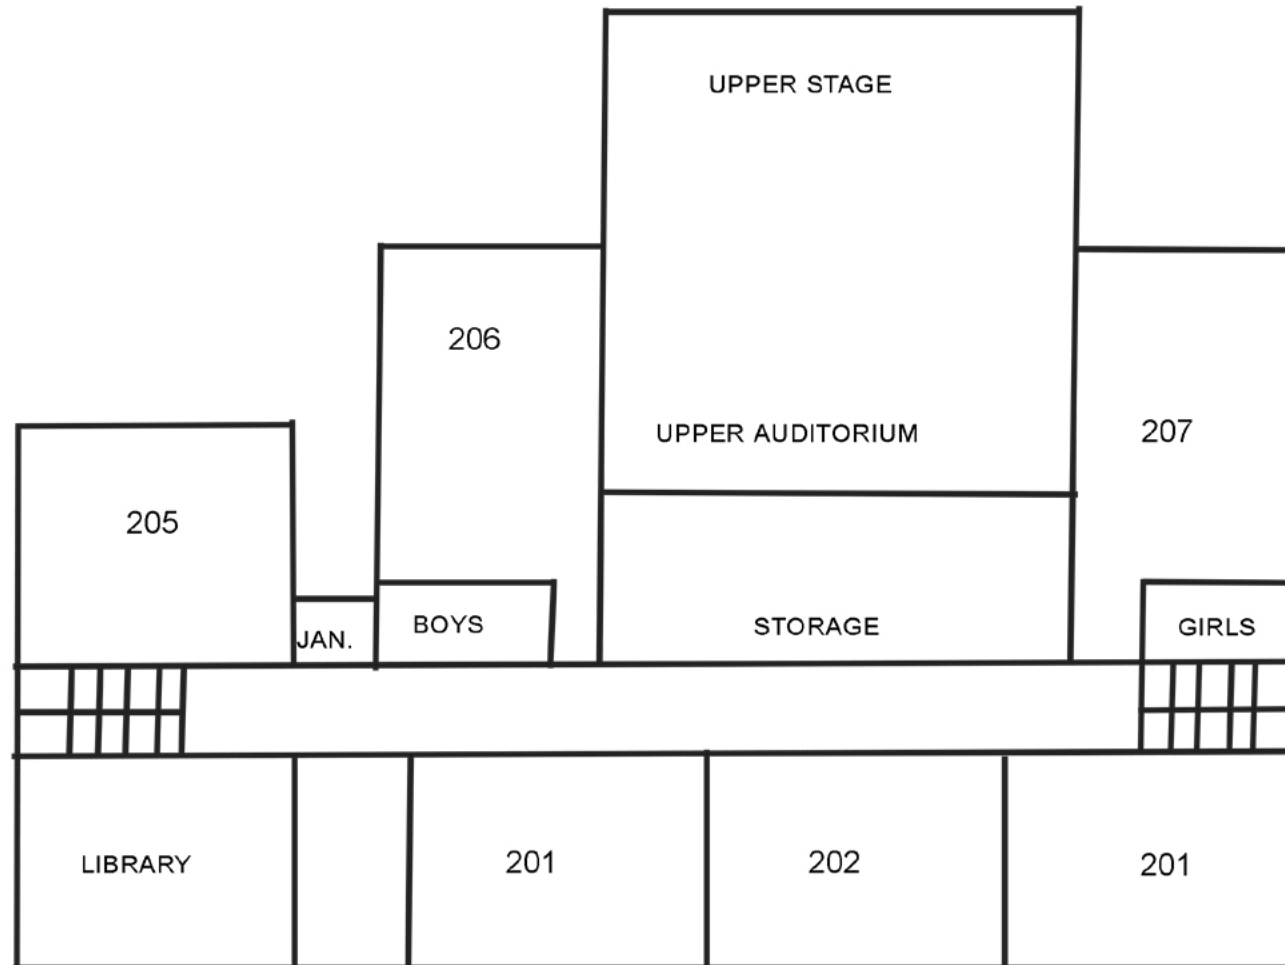 UPPER STAGE
206
UPPER AUDITORIUM
207
205
JAN.
BOYS
STORAGE
GIRLS
LIBRARY
201
202
201